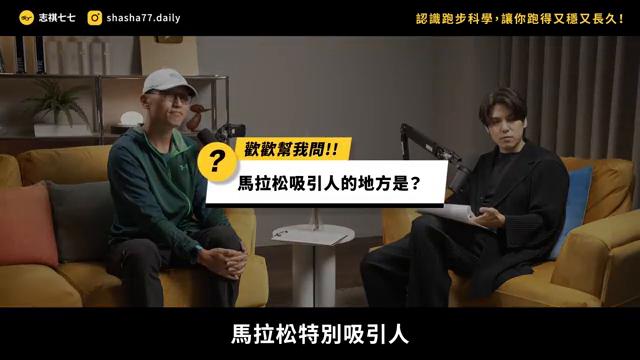 志祺七七
shasha77.daily
認識跑步科學，讓你跑得又穩又長久！
?
歡歡幫我問!!
馬拉松吸引人的地方是？
馬拉松特別吸引人